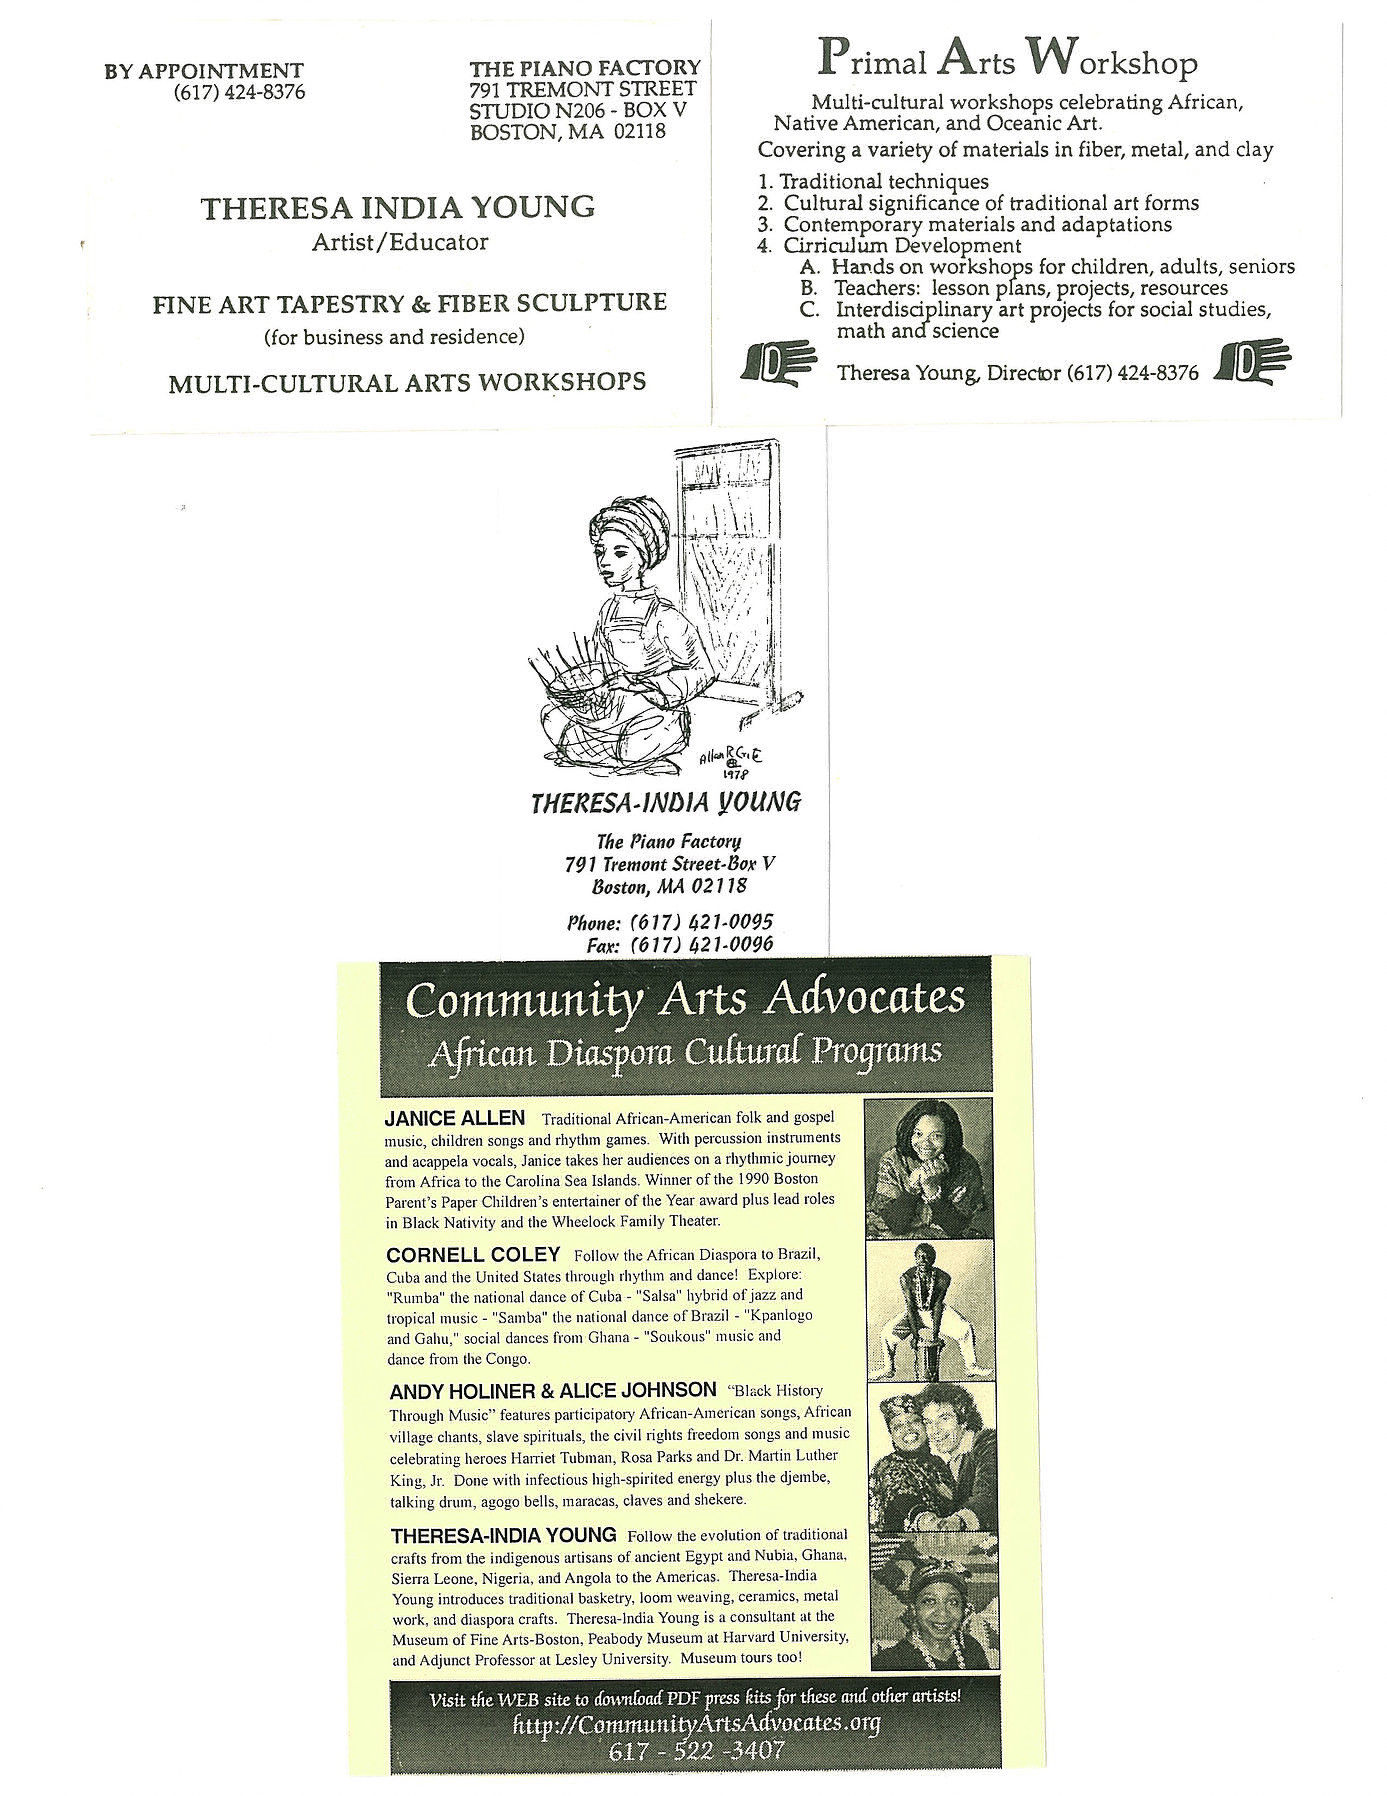 BY APPOINTMENT
(617) 424-8376
THE PIANO FACTORY
791 TREMONT STREET
STUDIO N206 - BOX V
BOSTON, MA 02118
THERESA INDIA YOUNG
Artist/Educator
FINE ART TAPESTRY & FIBER SCULPTURE
(for business and residence)
MULTI-CULTURAL ARTS WORKSHOPS
Primal Arts Workshop
Multi-cultural workshops celebrating African,
Native American, and Oceanic Art.
Covering a variety of materials in fiber, metal, and clay
1. Traditional techniques
2. Cultural significance of traditional art forms
3. Contemporary materials and adaptations
4. Cirriculum Development
A. Hands on workshops for children, adults, seniors
B. Teachers: lesson plans, projects, resources
C. Interdisciplinary art projects for social studies,
math and science
Theresa Young, Director (617) 424-8376
1978
THERESA-INDIA YOUNG
The Piano Factory
791 Tremont Street-Box V
Boston, MA 02118
Phone: (617) 421-0095
Fax: (617) 421-0096
Community Arts Advocates
African Diaspora Cultural Programs
JANICE ALLEN Traditional African-American folk and gospel
music, children songs and rhythm games. With percussion instruments
and acappela vocals, Janice takes her audiences on a rhythmic journey
from Africa to the Carolina Sea Islands. Winner of the 1990 Boston
Parent's Paper Children's entertainer of the Year award plus lead roles
in Black Nativity and the Wheelock Family Theater.
CORNELL COLEY Follow the African Diaspora to Brazil,
Cuba and the United States through rhythm and dance! Explore:
"Rumba" the national dance of Cuba - "Salsa" hybrid of jazz and
tropical music - "Samba" the national dance of Brazil - "Kpanlogo
and Gahu," social dances from Ghana - "Soukous" music and
dance from the Congo.
ANDY HOLINER & ALICE JOHNSON “Black History
Through Music” features participatory African-American songs, African
village chants, slave spirituals, the civil rights freedom songs and music
celebrating heroes Harriet Tubman, Rosa Parks and Dr. Martin Luther
King, Jr. Done with infectious high-spirited energy plus the djembe,
talking drum, agogo bells, maracas, claves and shekere.
THERESA-INDIA YOUNG Follow the evolution of traditional
crafts from the indigenous artisans of ancient Egypt and Nubia, Ghana,
Sierra Leone, Nigeria, and Angola to the Americas. Theresa-India
Young introduces traditional basketry, loom weaving, ceramics, metal
work, and diaspora crafts. Theresa-India Young is a consultant at the
Museum of Fine Arts-Boston, Peabody Museum at Harvard University,
and Adjunct Professor at Lesley University. Museum tours too!
Visit the WEB site to download PDF press kits for these and other artists!
http://CommunityArtsAdvocates.org
617 - 522 -3407